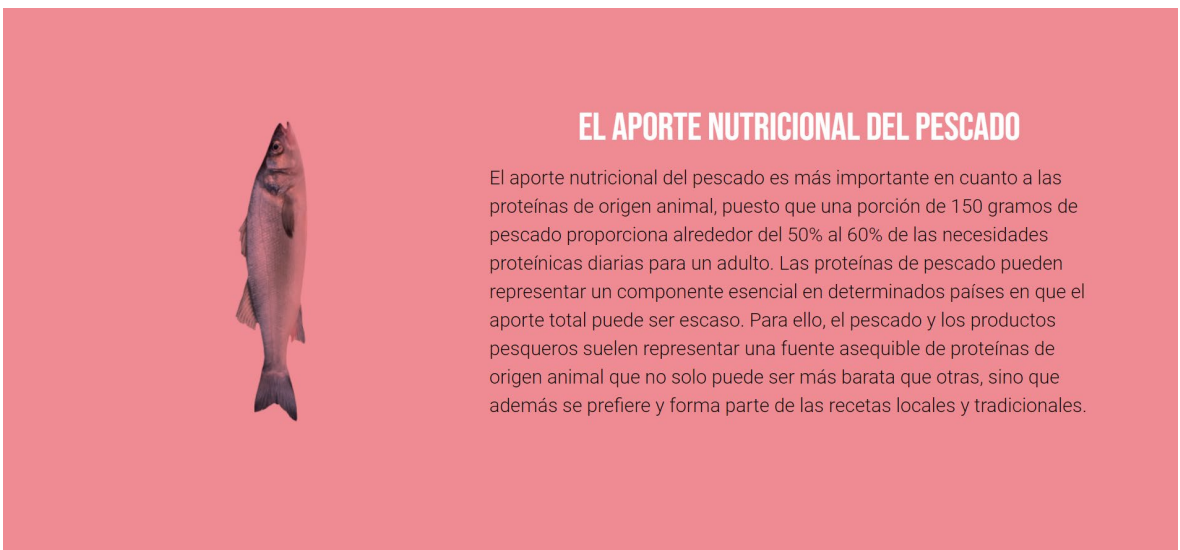 EL APORTE NUTRICIONAL DEL PESCADO
El aporte nutricional del pescado es más importante en cuanto a las
proteínas de origen animal, puesto que una porción de 150 gramos de
pescado proporciona alrededor del 50% al 60% de las necesidades
proteínicas diarias para un adulto. Las proteínas de pescado pueden
representar un componente esencial en determinados países en que el
aporte total puede ser escaso. Para ello, el pescado y los productos
pesqueros suelen representar una fuente asequible de proteínas de
origen animal que no solo puede ser más barata que otras, sino que
además se prefiere y forma parte de las recetas locales y tradicionales.